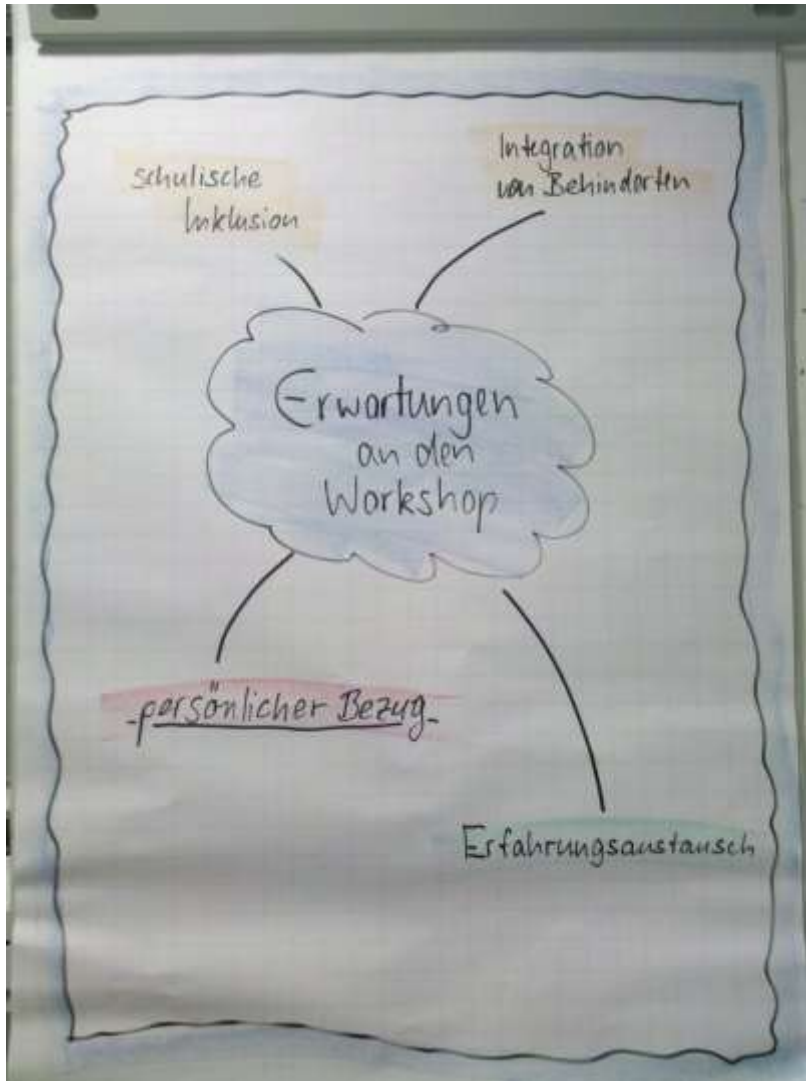 schulische
Inklusion
Integration
von Behinderten
Erwartungen
an den
Workshop
-persönlicher Bezug-
Erfahrungsaustausch